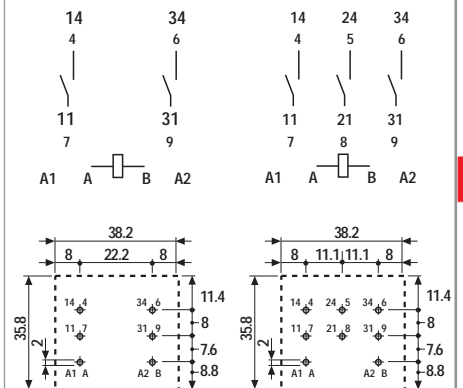 14 34
4 6
11 31
7 9
A1 A B A2
14 24 34
4 5 6
11 21 31
7 8 9
A1 A B A2
38.2
8 22.2 8
35.8
2
14 4 34 6
11 7 31 9
A1 A A2 B
11.4
8
7.6
8.8
38.2
8 11.1 11.1 8
35.8
2
14 4 24 5 34 6
11 7 21 8 31 9
A1 A A2 B
11.4
8
7.6
8.8